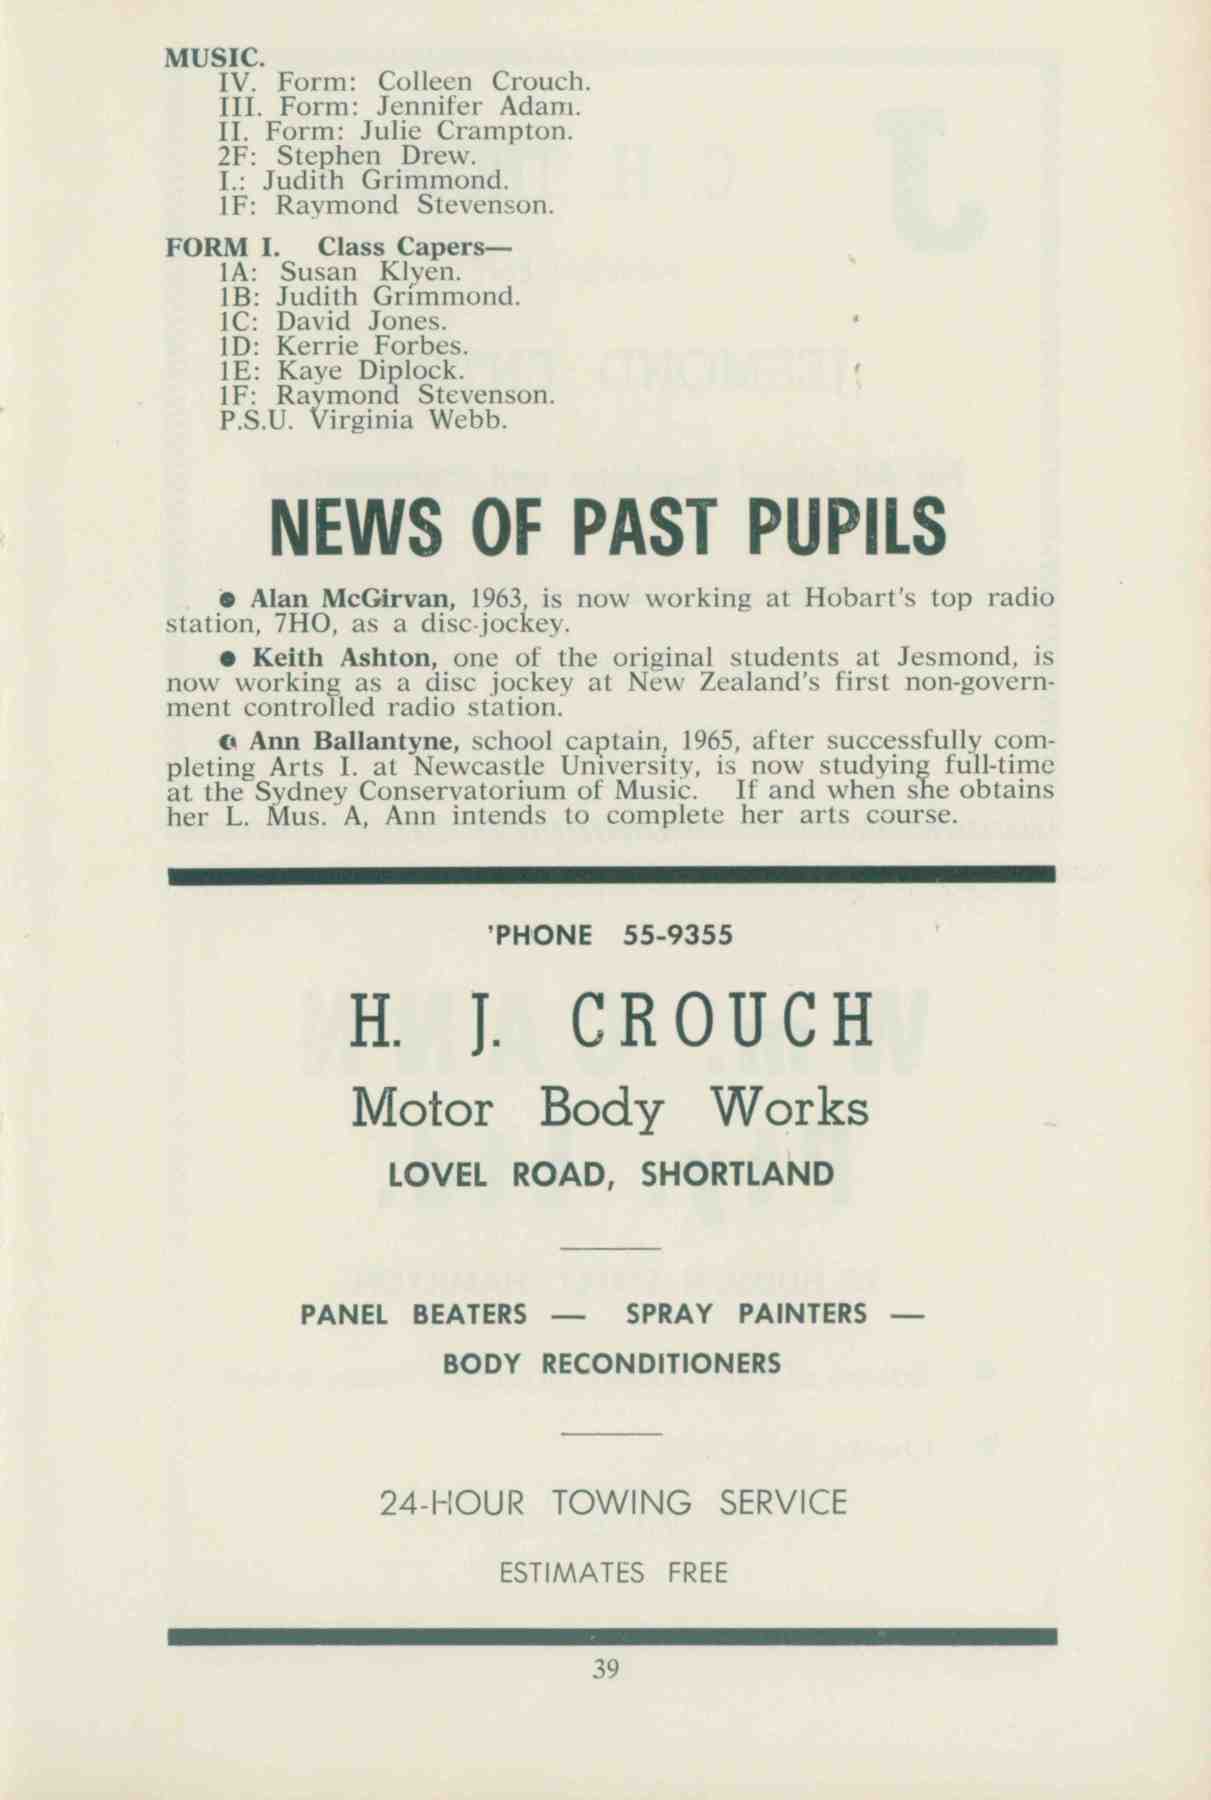 MUSIC.
IV. Form: Colleen Crouch.
III. Form: Jennifer Adam.
II. Form: Julie Crampton.
2F: Stephen Drew.
I.: Judith Grimmond.
1F: Raymond Stevenson.
FORM I. Class Capers—
1A: Susan Klyen.
1B: Judith Grimmond.
1C: David Jones.
1D: Kerrie Forbes.
1E: Kaye Diplock.
1F: Raymond Stevenson.
P.S.U. Virginia Webb.
NEWS OF PAST PUPILS
● Alan McGirvan, 1963, is now working at Hobart's top radio
station, 7HO, as a disc-jockey.
● Keith Ashton, one of the original students at Jesmond, is
now working as a disc jockey at New Zealand's first non-govern-
ment controlled radio station.
● Ann Ballantyne, school captain, 1965, after successfully com-
pleting Arts I. at Newcastle University, is now studying full-time
at the Sydney Conservatorium of Music. If and when she obtains
her L. Mus. A, Ann intends to complete her arts course.
'PHONE 55-9355
H. J. CROUCH
Motor Body Works
LOVEL ROAD, SHORTLAND
PANEL BEATERS — SPRAY PAINTERS —
BODY RECONDITIONERS
24-HOUR TOWING SERVICE
ESTIMATES FREE
39